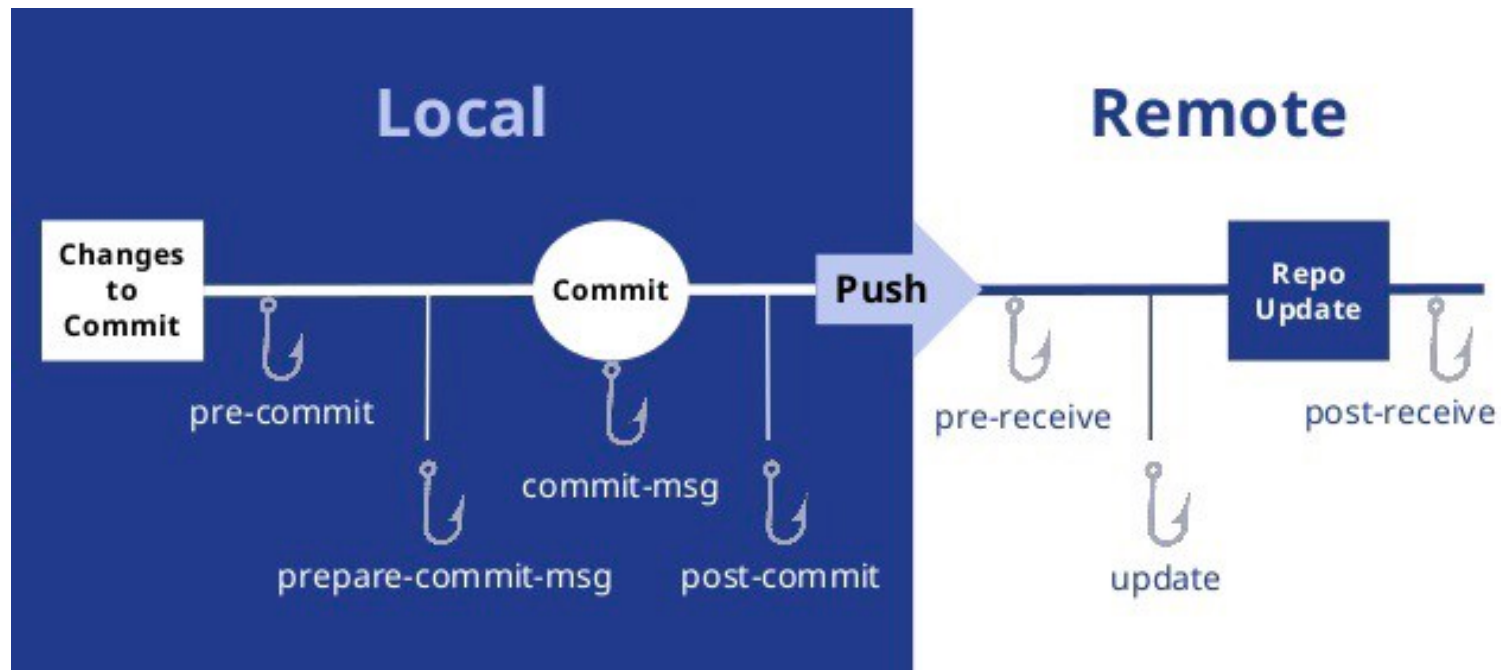 Local
Remote
Changes
to
Commit
Commit
Push
Repo
Update
pre-commit
commit-msg
pre-receive
post-receive
prepare-commit-msg
post-commit
update